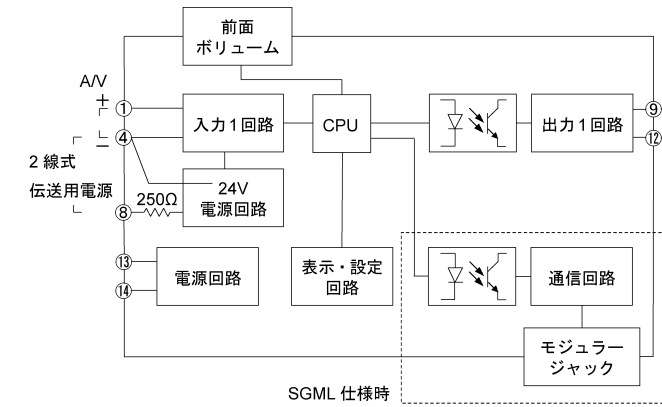 前面
ボリューム
A/V
+
①
④
−
入力1回路
CPU
出力1回路
⑨
⑫
2線式
伝送用電源
24V
電源回路
250Ω
⑧
⑬
⑭
電源回路
表示・設定
回路
通信回路
モジュラー
ジャック
SGML 仕様時